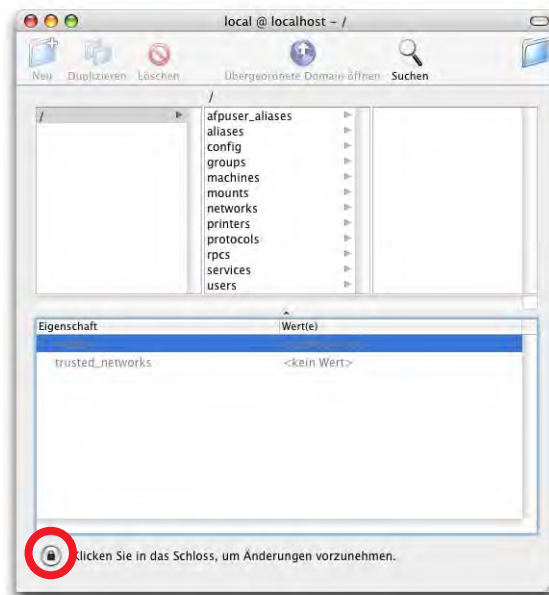 local @ localhost – /
Neu Duplizieren Löschen Übergeordnete Domain öffnen Suchen
/
/
afpuser_aliases
aliases
config
groups
machines
mounts
networks
printers
protocols
rpcs
services
users
Eigenschaft Wert(e)
trusted_networks <kein Wert>
Klicken Sie in das Schloss, um Änderungen vorzunehmen.